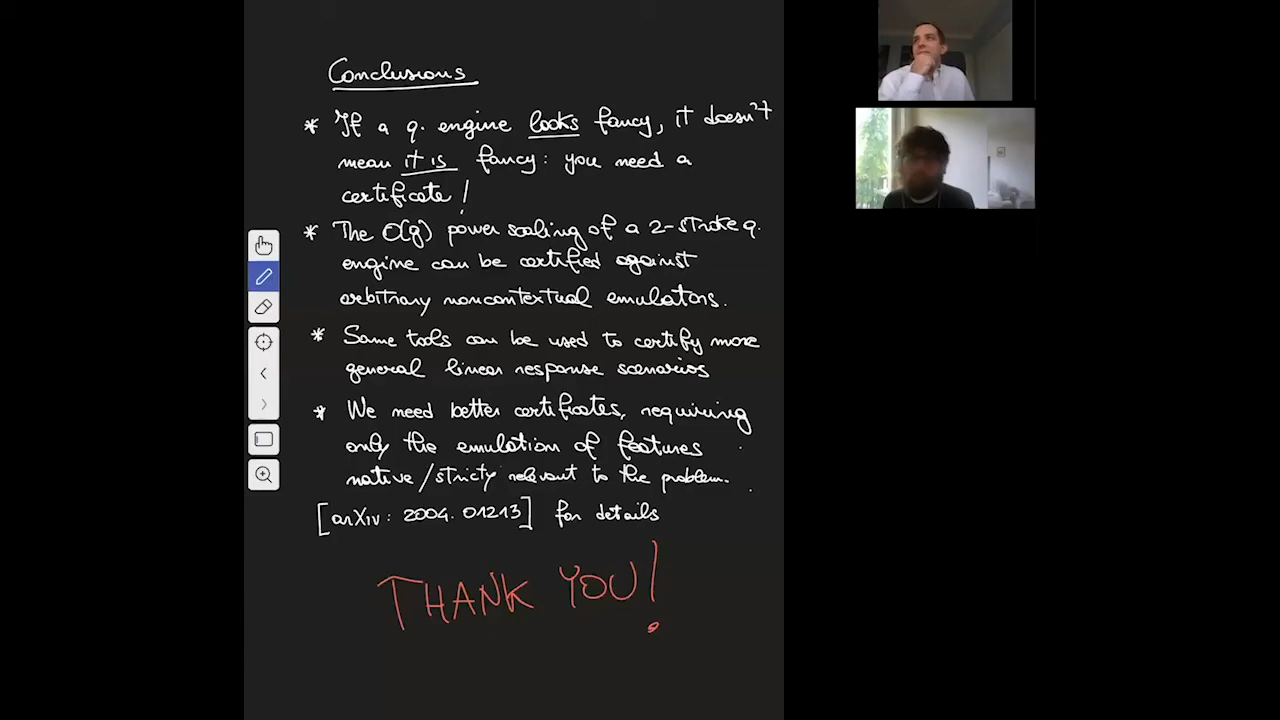 Conclusions
* If a q. engine looks fancy, it doesn't
mean it is fancy: you need a
certificate!
* The O(g) power scaling of a 2-stroke q.
engine can be certified against
arbitrary noncontextual emulators.
* Same tools can be used to certify more
general linear response scenarios
* We need better certificates, requiring
only the emulation of features
native/stricty relevant to the problem.
[arXiv: 2004.01213] for details
THANK YOU!